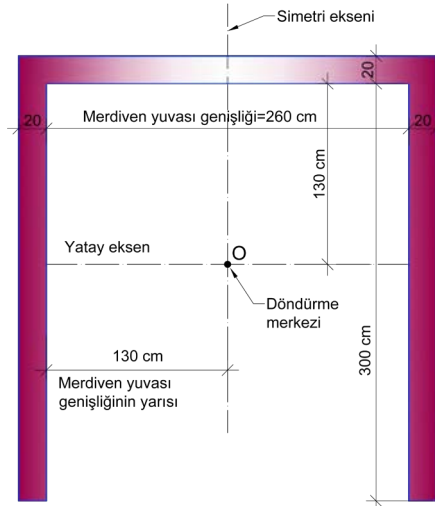 Simetri ekseni
20
20
Merdiven yuvası genişliği=260 cm
20
130 cm
Yatay eksen
O
Döndürme
merkezi
300 cm
130 cm
Merdiven yuvası
genişliğinin yarısı